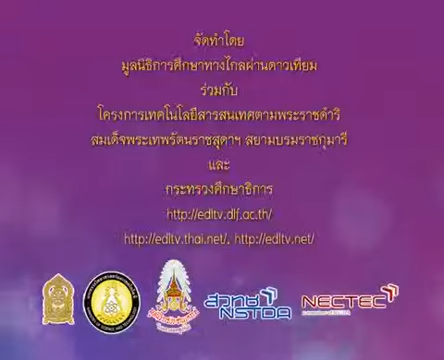 จัดทำโดย
มูลนิธิการศึกษาทางไกลผ่านดาวเทียม
ร่วมกับ
โครงการเทคโนโลยีสารสนเทศตามพระราชดำริ
สมเด็จพระเทพรัตนราชสุดาฯ สยามบรมราชกุมารี
และ
กระทรวงศึกษาธิการ
http://edltv.dlf.ac.th/
http://edltv.thai.net/, http://edltv.net/
สวทช NECTEC
NSTDA